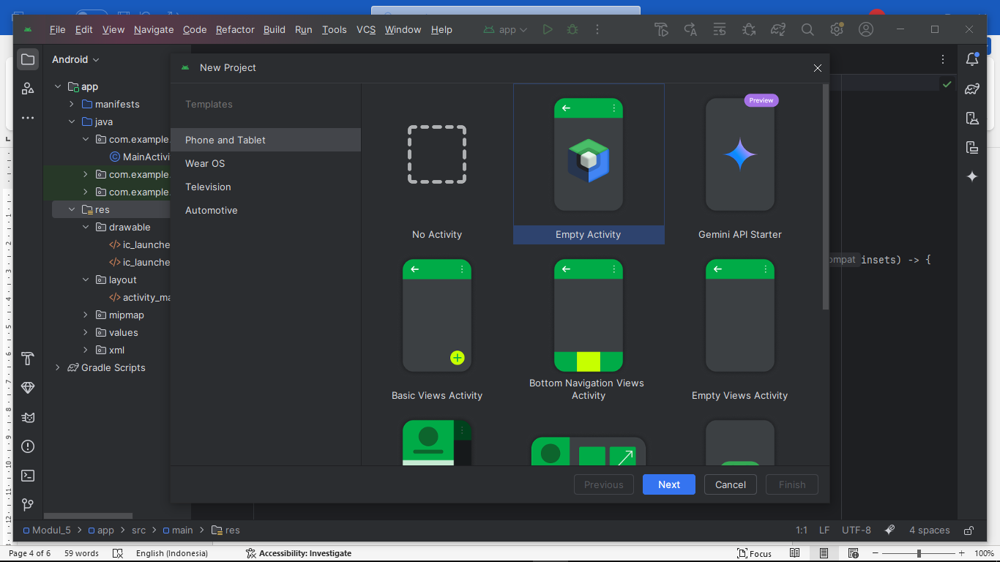 File Edit View Navigate Code Refactor Build Run Tools VCS Window Help
app
Android
New Project
app
manifests
java
com.example.
MainActivi
com.example.
com.example.
res
drawable
ic_launche
ic_launche
layout
activity_ma
mipmap
values
xml
Gradle Scripts
Templates
Phone and Tablet
Wear OS
Television
Automotive
Preview
No Activity
Empty Activity
Gemini API Starter
Basic Views Activity
Bottom Navigation Views
Activity
Empty Views Activity
ompat insets) -> {
Previous
Next
Cancel
Finish
Modul_5 > app > src > main > res
1:1 LF UTF-8 4 spaces
Page 4 of 6 59 words English (Indonesia) Accessibility: Investigate Focus 100%